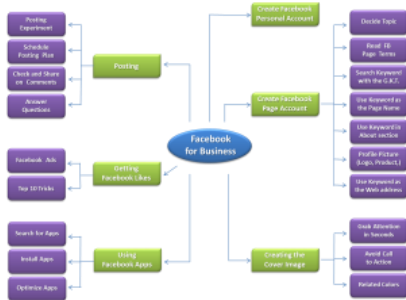 Posting
Experiment
Schedule
Posting Plan
Check and Share
on Comments
Answer
Questions
Posting
Create Facebook
Personal Account
Create Facebook
Page Account
Decide Topic
Read FB
Page Terms
Search Keyword
with the G.K.T.
Use Keyword as
the Page Name
Use Keyword in
About section
Profile Picture
(Logo, Product,)
Use Keyword as
the Web address
Facebook
for Business
Facebook Ads
Top 10 Tricks
Getting
Facebook Likes
Search for Apps
Install Apps
Optimize Apps
Using
Facebook Apps
Creating the
Cover Image
Grab Attention
in Seconds
Avoid Call
to Action
Related Colors